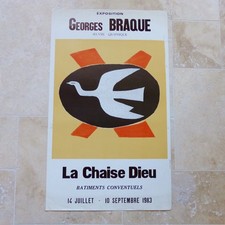 EXPOSITION
GEORGES BRAQUE
La Chaise Dieu
BATIMENTS CONVENTUELS
14 JUILLET - 10 SEPTEMBRE 1983